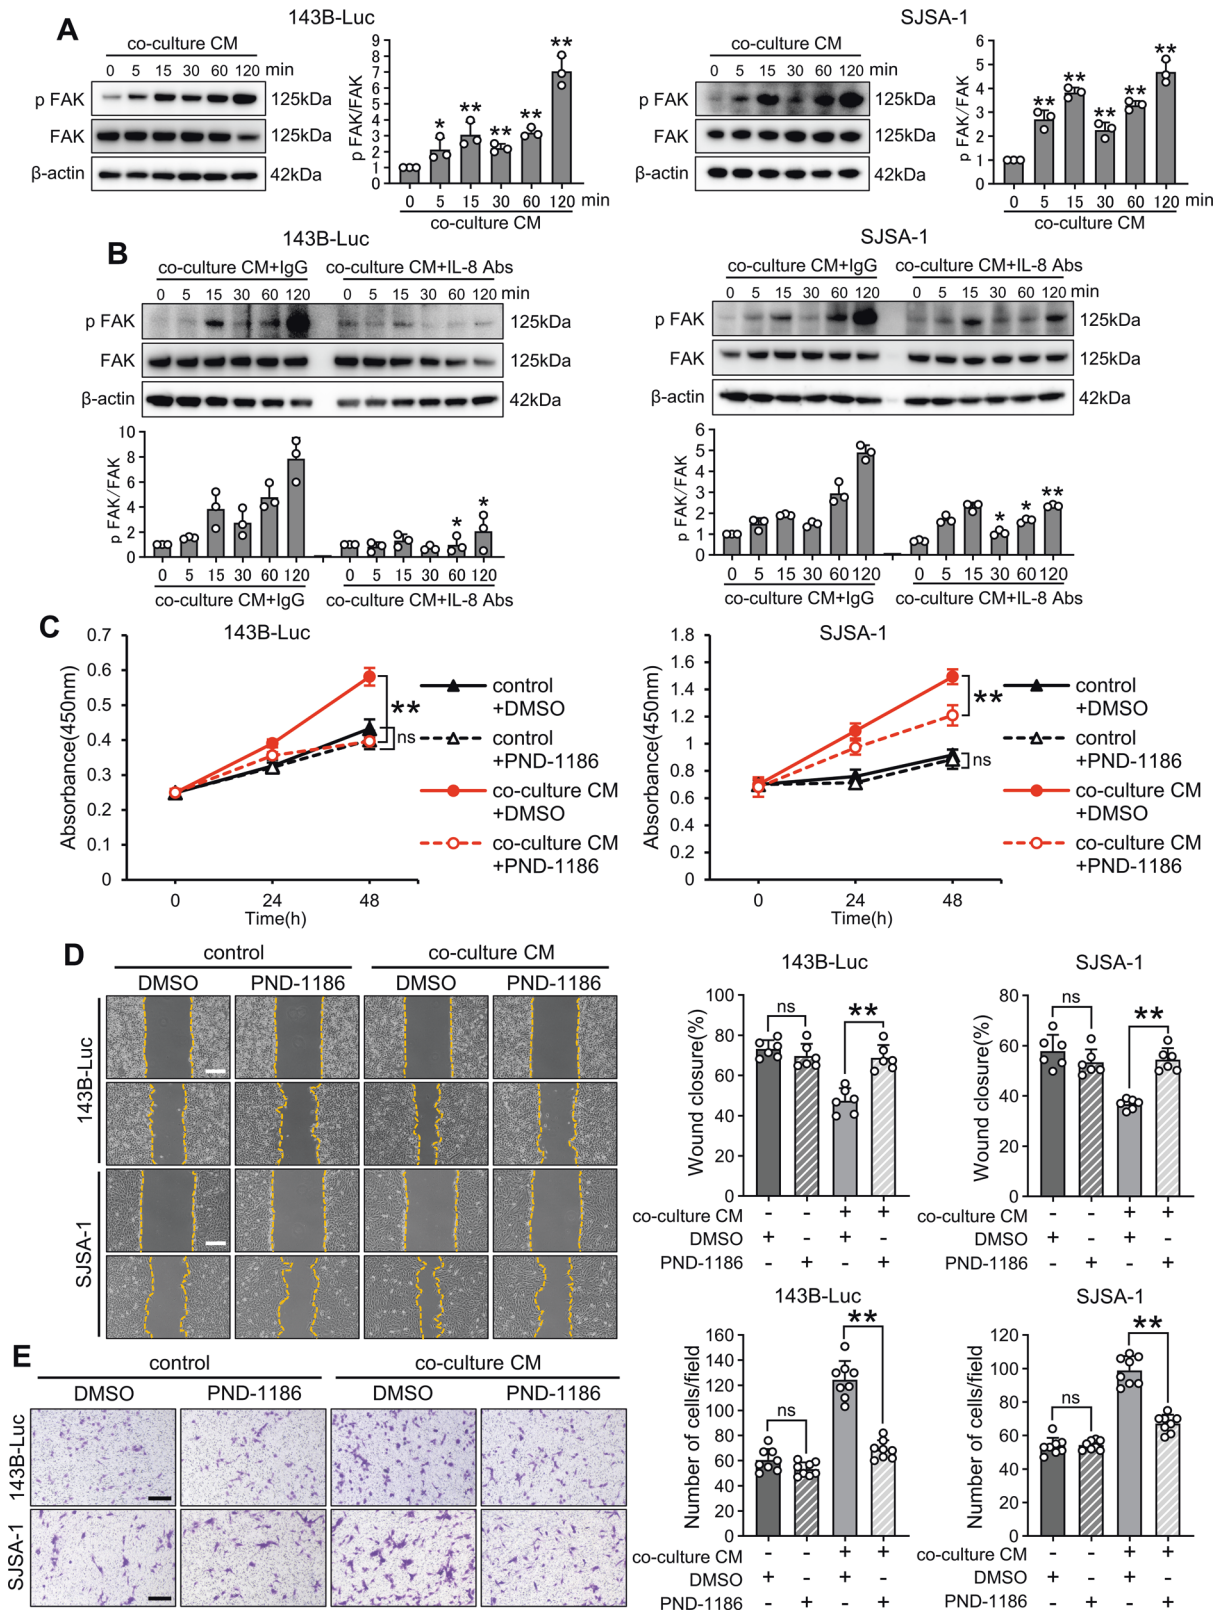 A
143B-Luc
SJSA-1
co-culture CM
0 5 15 30 60 120 min
p FAK 125kDa
FAK 125kDa
β-actin 42kDa
p FAK/FAK
9
8
7
6
5
4
3
2
1
0
* ** ** ** **
0 5 15 30 60 120 min
co-culture CM
co-culture CM
0 5 15 30 60 120 min
p FAK 125kDa
FAK 125kDa
β-actin 42kDa
p FAK/FAK
6
5
4
3
2
1
0
** ** ** ** **
0 5 15 30 60 120 min
co-culture CM
B
143B-Luc
co-culture CM+IgG co-culture CM+IL-8 Abs
0 5 15 30 60 120 0 5 15 30 60 120 min
p FAK 125kDa
FAK 125kDa
β-actin 42kDa
p FAK/FAK
10
8
6
4
2
0
* *
0 5 15 30 60 120 0 5 15 30 60 120
co-culture CM+IgG co-culture CM+IL-8 Abs
SJSA-1
co-culture CM+IgG co-culture CM+IL-8 Abs
0 5 15 30 60 120 0 5 15 30 60 120 min
p FAK 125kDa
FAK 125kDa
β-actin 42kDa
p FAK/FAK
6
5
4
3
2
1
0
* * **
0 5 15 30 60 120 0 5 15 30 60 120
co-culture CM+IgG co-culture CM+IL-8 Abs
C
143B-Luc
Absorbance(450nm)
0.7
0.6
0.5
0.4
0.3
0.2
0.1
0
0 24 48
Time(h)
**
ns
control
+DMSO
control
+PND-1186
co-culture CM
+DMSO
co-culture CM
+PND-1186
SJSA-1
Absorbance(450nm)
1.8
1.6
1.4
1.2
1
0.8
0.6
0.4
0.2
0
0 24 48
Time(h)
**
ns
control
+DMSO
control
+PND-1186
co-culture CM
+DMSO
co-culture CM
+PND-1186
D
control co-culture CM
DMSO PND-1186 DMSO PND-1186
143B-Luc
SJSA-1
143B-Luc
Wound closure(%)
100
80
60
40
20
0
ns **
co-culture CM - - + +
DMSO + - + -
PND-1186 - + - +
SJSA-1
Wound closure(%)
80
60
40
20
0
ns **
- - + +
+ - + -
- + - +
E
control co-culture CM
DMSO PND-1186 DMSO PND-1186
143B-Luc
SJSA-1
143B-Luc
Number of cells/field
160
140
120
100
80
60
40
20
0
ns **
co-culture CM - - + +
DMSO + - + -
PND-1186 - + - +
SJSA-1
Number of cells/field
120
100
80
60
40
20
0
ns **
- - + +
+ - + -
- + - +